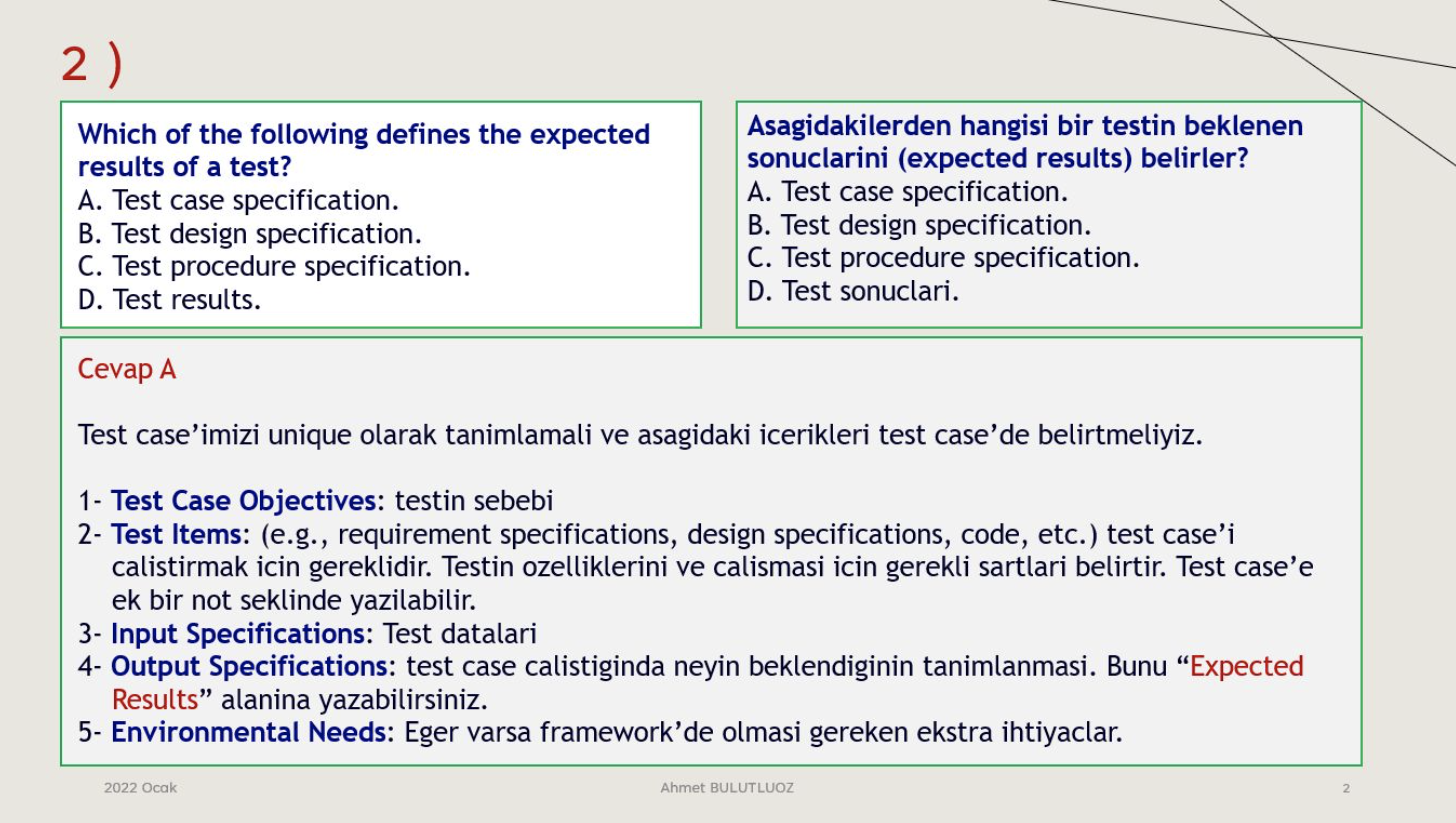 2 )
Which of the following defines the expected
results of a test?
A. Test case specification.
B. Test design specification.
C. Test procedure specification.
D. Test results.
Asagidakilerden hangisi bir testin beklenen
sonuclarini (expected results) belirler?
A. Test case specification.
B. Test design specification.
C. Test procedure specification.
D. Test sonuclari.
Cevap A
Test case’imizi unique olarak tanimlamali ve asagidaki icerikleri test case’de belirtmeliyiz.
1- Test Case Objectives: testin sebebi
2- Test Items: (e.g., requirement specifications, design specifications, code, etc.) test case’i
calistirmak icin gereklidir. Testin ozelliklerini ve calismasi icin gerekli sartlari belirtir. Test case’e
ek bir not seklinde yazilabilir.
3- Input Specifications: Test datalari
4- Output Specifications: test case calistiginda neyin beklendiginin tanimlanmasi. Bunu “Expected
Results” alanina yazabilirsiniz.
5- Environmental Needs: Eger varsa framework’de olmasi gereken ekstra ihtiyaclar.
2022 Ocak
Ahmet BULUTLUOZ
2